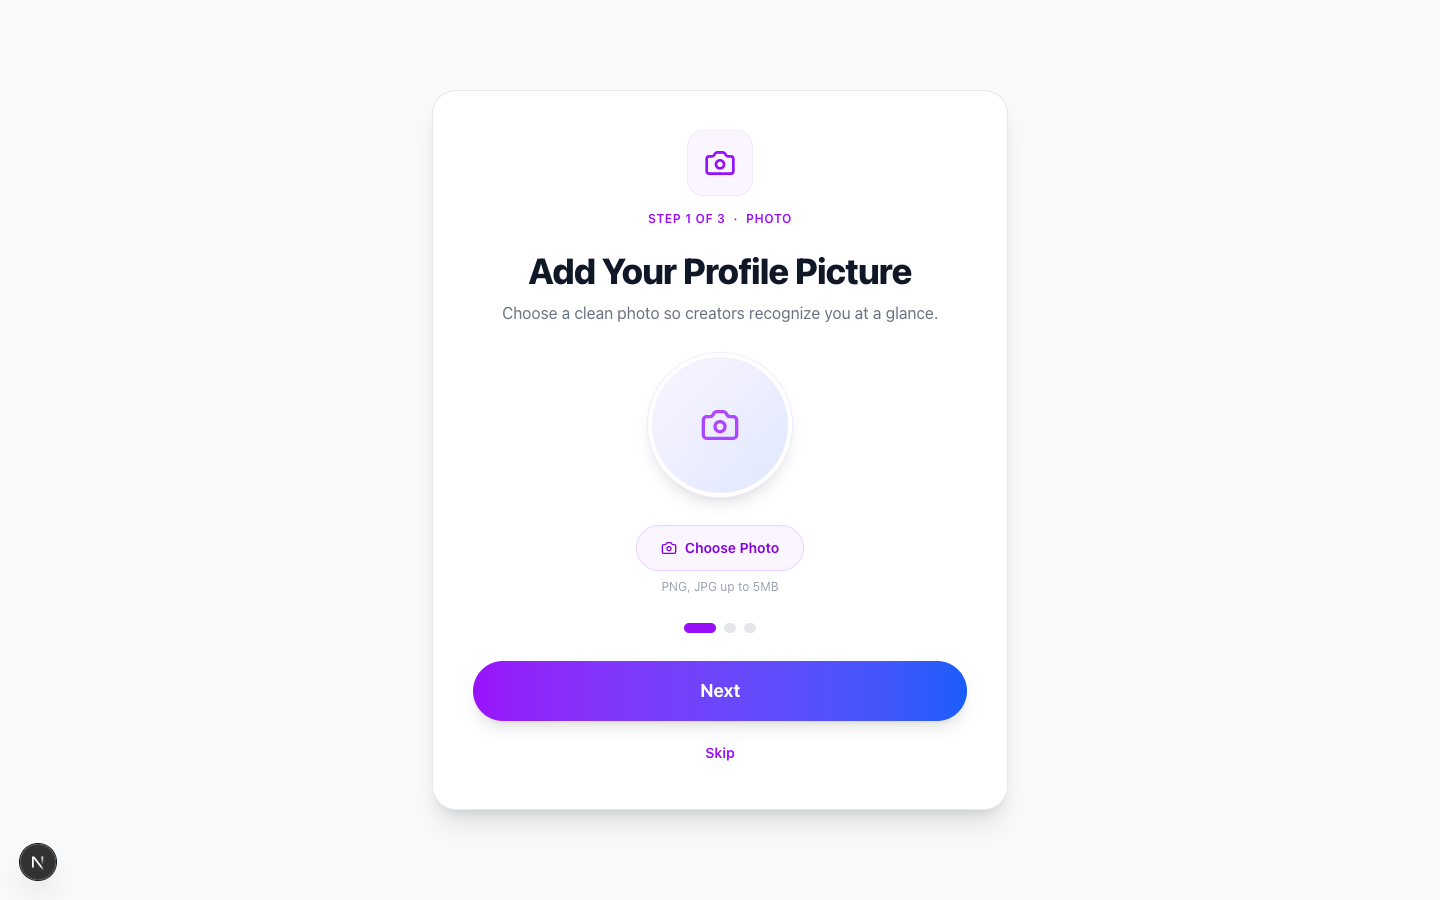 STEP 1 OF 3 · PHOTO
Add Your Profile Picture
Choose a clean photo so creators recognize you at a glance.
Choose Photo
PNG, JPG up to 5MB
Next
Skip
N